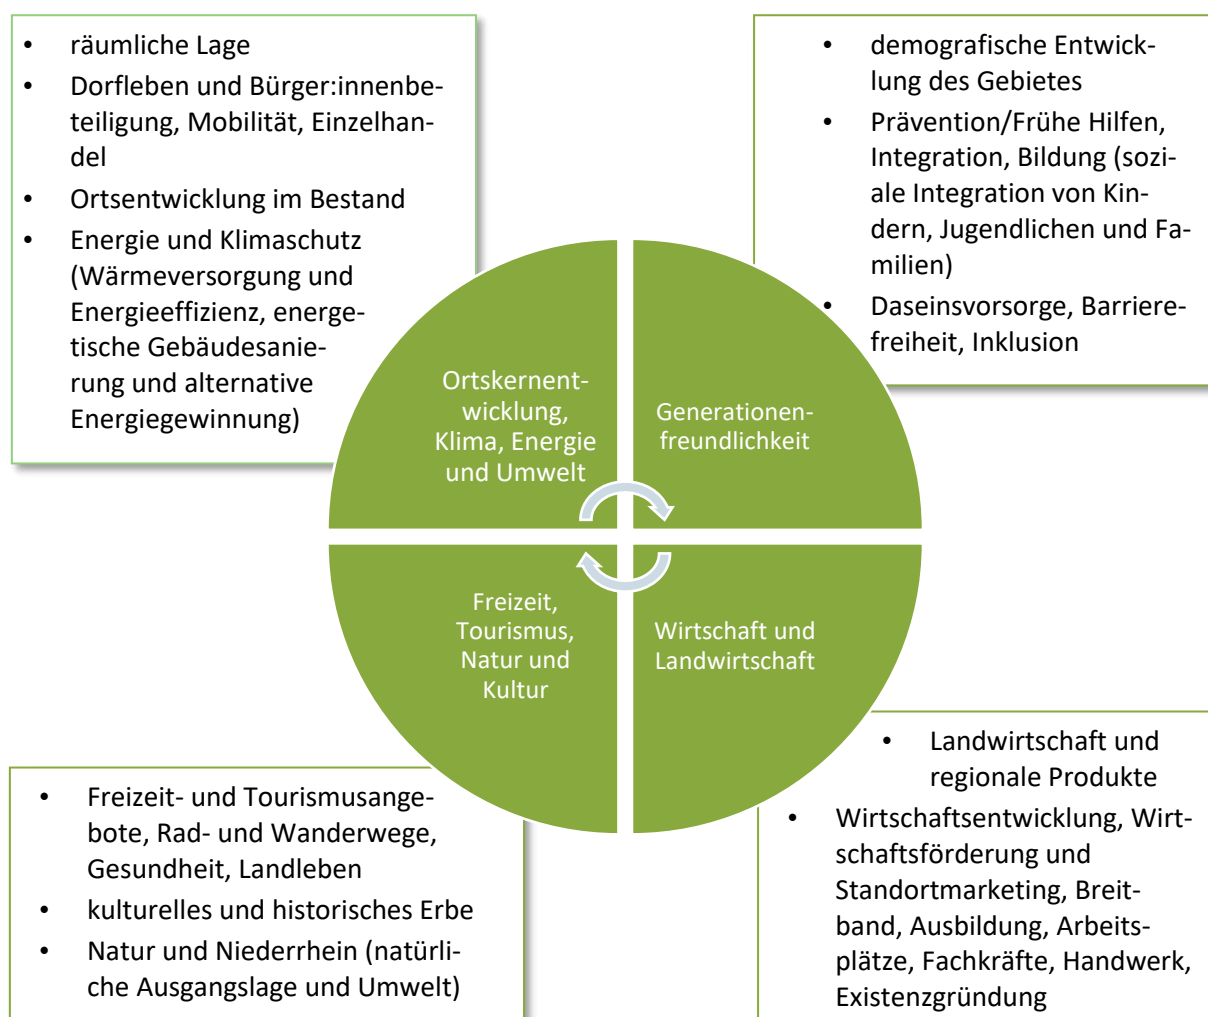 • räumliche Lage
• Dorfleben und Bürger:innenbe-
teiligung, Mobilität, Einzelhan-
del
• Ortsentwicklung im Bestand
• Energie und Klimaschutz
(Wärmeversorgung und
Energieeffizienz, energe-
tische Gebäudesanie-
rung und alternative
Energiegewinnung)
• demografische Entwick-
lung des Gebietes
• Prävention/Frühe Hilfen,
Integration, Bildung (sozi-
ale Integration von Kin-
dern, Jugendlichen und Fa-
milien)
• Daseinsvorsorge, Barriere-
freiheit, Inklusion
Ortskernent-
wicklung,
Klima, Energie
und Umwelt
Generationen-
freundlichkeit
Freizeit,
Tourismus,
Natur und
Kultur
Wirtschaft und
Landwirtschaft
• Freizeit- und Tourismusange-
bote, Rad- und Wanderwege,
Gesundheit, Landleben
• kulturelles und historisches Erbe
• Natur und Niederrhein (natürli-
che Ausgangslage und Umwelt)
• Landwirtschaft und
regionale Produkte
• Wirtschaftsentwicklung, Wirt-
schaftsförderung und
Standortmarketing, Breit-
band, Ausbildung, Arbeits-
plätze, Fachkräfte, Handwerk,
Existenzgründung